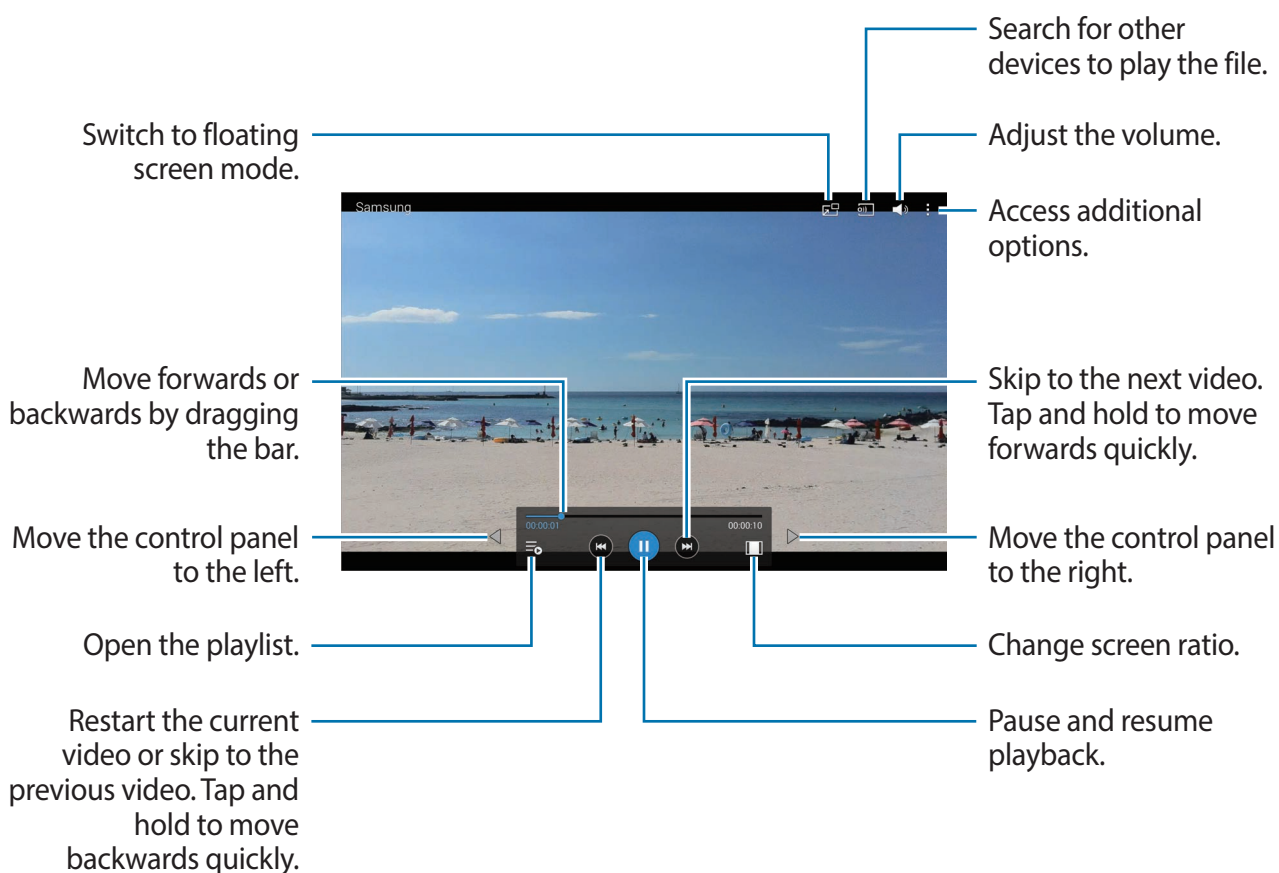 Search for other
devices to play the file.
Switch to floating
screen mode.
Adjust the volume.
Samsung
Access additional
options.
Move forwards or
backwards by dragging
the bar.
Skip to the next video.
Tap and hold to move
forwards quickly.
00:00:01
00:00:10
Move the control panel
to the left.
Move the control panel
to the right.
Open the playlist.
Change screen ratio.
Restart the current
video or skip to the
previous video. Tap and
hold to move
backwards quickly.
Pause and resume
playback.